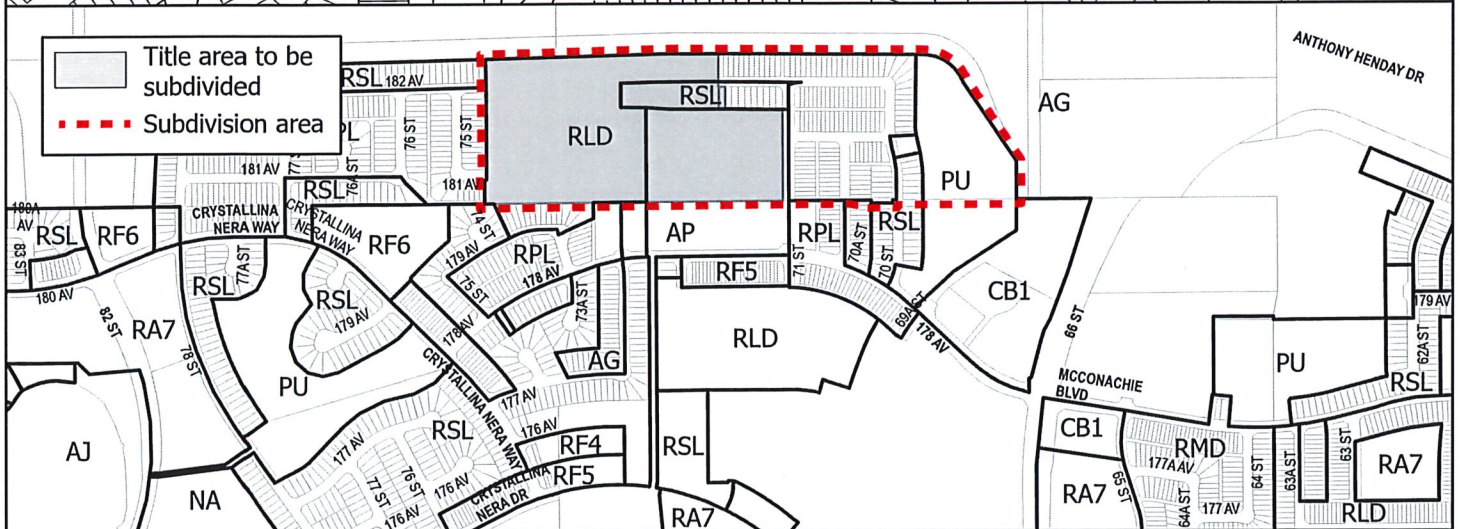 Title area to be
subdivided
Subdivision area
ANTHONY HENDAY DR
RSL 182 AV
RSL
AG
RLD
PL
76 ST
75 ST
77 S
76A ST
181 AV
RSL
181 AV
PU
CRYSTALLINA
NERA WAY
CRYSTALLINA
NERA WAY
RSL
RF6
AV
83 ST
180 AV
RF6
74 ST
179 AV
RPL
178 AV
75 ST
AP
RPL
71 ST
70A ST
70 ST
RSL
RF5
CB1
RSL
77A ST
RSL
179 AV
82 ST
RA7
78 ST
PU
178 AV
73A ST
AG
RLD
69A ST
178 AV
66 ST
PU
179 AV
62A ST
RSL
MCCONACHIE
BLVD
CB1
CRYSTALLINA NERA WAY
177 AV
176 AV
RSL
RF4
RF5
RSL
AJ
177 AV
NA
77 ST
76 ST
176 AV
176 AV
CRYSTALLINA
NERA DR
RA7
RMD
177A AV
RA7
65 ST
64A ST
177 AV
64 ST
63A ST
63 ST
RA7
RLD